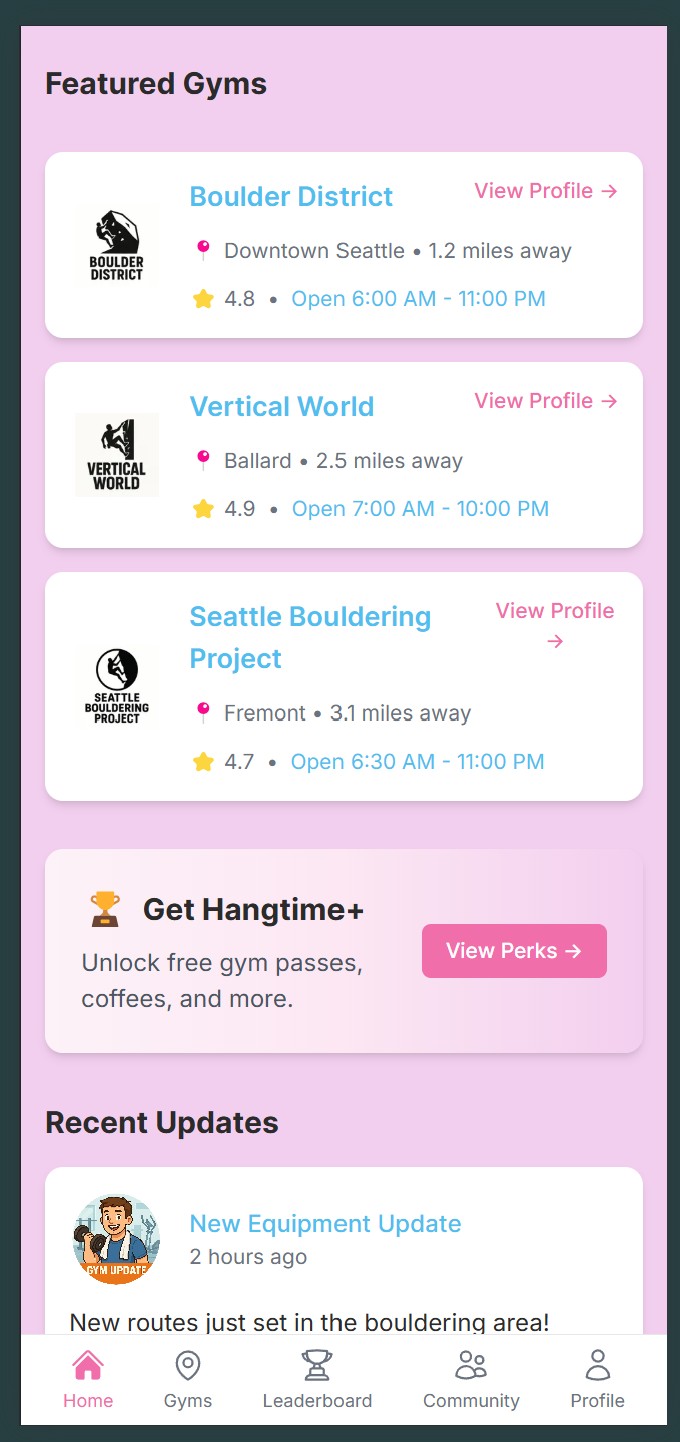 Featured Gyms
BOULDER
DISTRICT
Boulder District
View Profile →
Downtown Seattle • 1.2 miles away
4.8 • Open 6:00 AM - 11:00 PM
VERTICAL
WORLD
Vertical World
View Profile →
Ballard • 2.5 miles away
4.9 • Open 7:00 AM - 10:00 PM
SEATTLE
BOULDERING
PROJECT
Seattle Bouldering
Project
View Profile
→
Fremont • 3.1 miles away
4.7 • Open 6:30 AM - 11:00 PM
Get Hangtime+
Unlock free gym passes,
coffees, and more.
View Perks →
Recent Updates
GYM UPDATE
New Equipment Update
2 hours ago
New routes just set in the bouldering area!
Home
Gyms
Leaderboard
Community
Profile